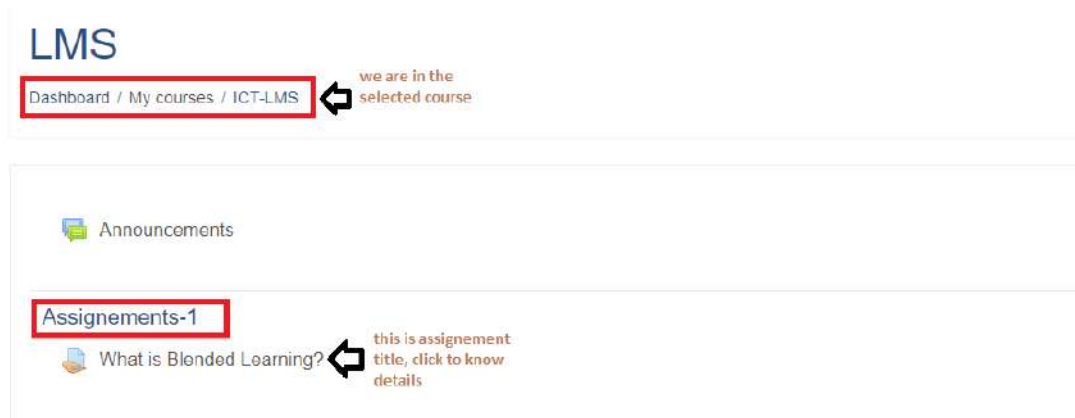 LMS
we are in the
Dashboard / My courses / ICT-LMS
selected course
Announcements
Assignements-1
What is Blended Learning?
this is assignement
title, click to know
details